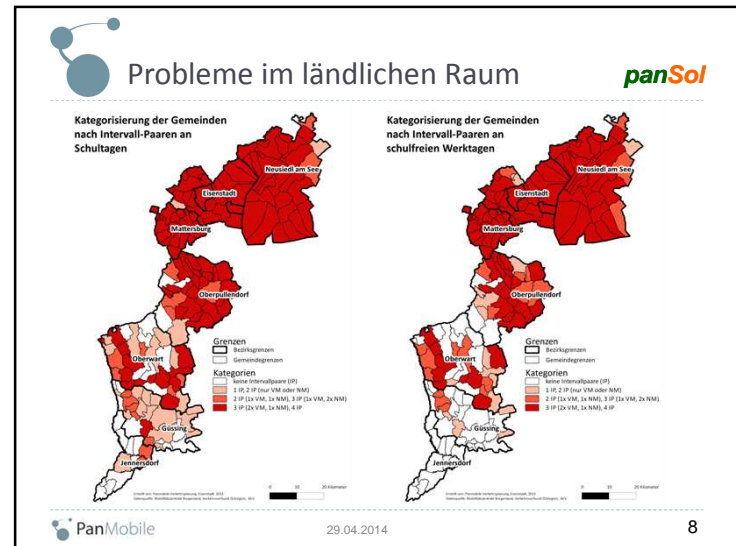 Probleme im ländlichen Raum
panSol
Kategorisierung der Gemeinden
nach Intervall-Paaren an
Schultagen
Neusiedl am See
Eisenstadt
Mattersburg
Oberpullendorf
Oberwart
Güssing
Jennersdorf
Grenzen
Bezirksgrenzen
Gemeindegrenzen
Kategorien
keine Intervallpaare (IP)
1 IP, 2 IP (nur VM oder NM)
2 IP (1x VM, 1x NM), 3 IP (1x VM, 2x NM)
3 IP (2x VM, 1x NM), 4 IP
0 10 20 Kilometer
Kategorisierung der Gemeinden
nach Intervall-Paaren an
schulfreien Werktagen
Neusiedl am See
Eisenstadt
Mattersburg
Oberpullendorf
Oberwart
Güssing
Jennersdorf
Grenzen
Bezirksgrenzen
Gemeindegrenzen
Kategorien
keine Intervallpaare (IP)
1 IP, 2 IP (nur VM oder NM)
2 IP (1x VM, 1x NM), 3 IP (1x VM, 2x NM)
3 IP (2x VM, 1x NM), 4 IP
0 10 20 Kilometer
PanMobile
29.04.2014
8